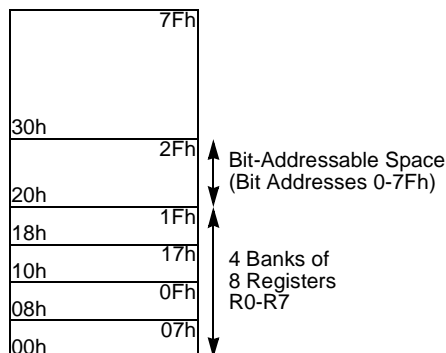 7Fh
30h
2Fh
20h
Bit-Addressable Space
(Bit Addresses 0-7Fh)
1Fh
18h
17h
10h
0Fh
08h
07h
00h
4 Banks of
8 Registers
R0-R7